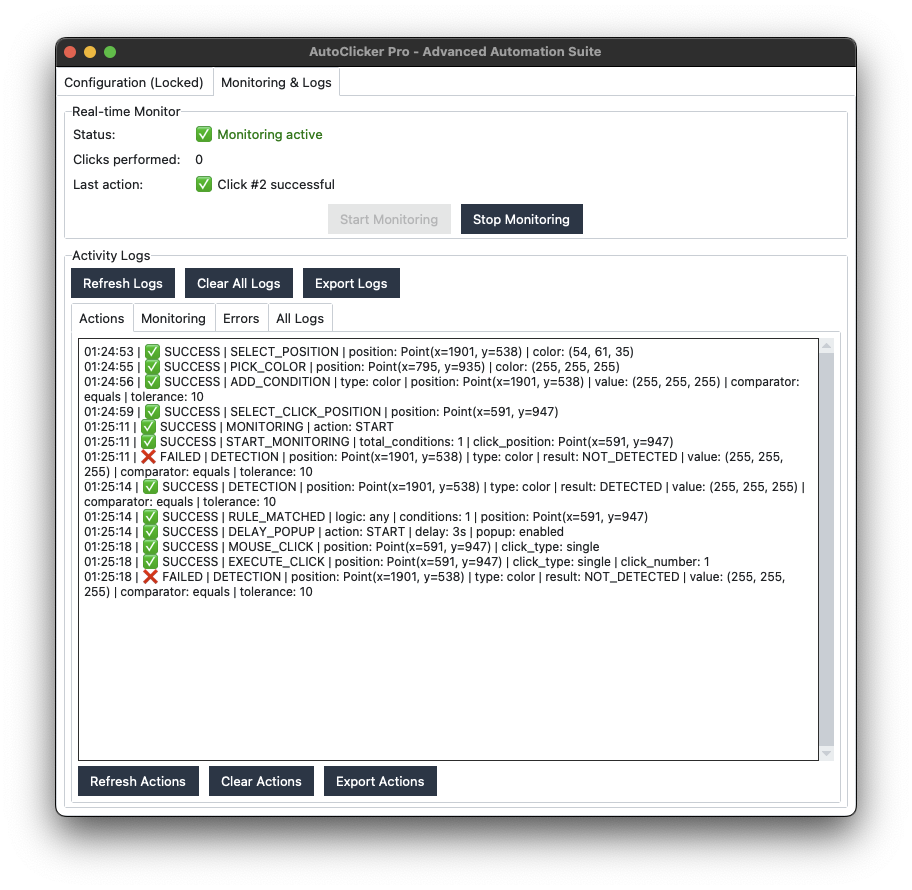 AutoClicker Pro - Advanced Automation Suite
Configuration (Locked) Monitoring & Logs
Real-time Monitor
Status: ✅ Monitoring active
Clicks performed: 0
Last action: ✅ Click #2 successful
Start Monitoring Stop Monitoring
Activity Logs
Refresh Logs Clear All Logs Export Logs
Actions Monitoring Errors All Logs
01:24:53 | ✅ SUCCESS | SELECT_POSITION | position: Point(x=1901, y=538) | color: (54, 61, 35)
01:24:55 | ✅ SUCCESS | PICK_COLOR | position: Point(x=795, y=935) | color: (255, 255, 255)
01:24:56 | ✅ SUCCESS | ADD_CONDITION | type: color | position: Point(x=1901, y=538) | value: (255, 255, 255) | comparator:
equals | tolerance: 10
01:24:59 | ✅ SUCCESS | SELECT_CLICK_POSITION | position: Point(x=591, y=947)
01:25:11 | ✅ SUCCESS | MONITORING | action: START
01:25:11 | ✅ SUCCESS | START_MONITORING | total_conditions: 1 | click_position: Point(x=591, y=947)
01:25:11 | ❌ FAILED | DETECTION | position: Point(x=1901, y=538) | type: color | result: NOT_DETECTED | value: (255, 255,
255) | comparator: equals | tolerance: 10
01:25:14 | ✅ SUCCESS | DETECTION | position: Point(x=1901, y=538) | type: color | result: DETECTED | value: (255, 255, 255) |
comparator: equals | tolerance: 10
01:25:14 | ✅ SUCCESS | RULE_MATCHED | logic: any | conditions: 1 | position: Point(x=591, y=947)
01:25:14 | ✅ SUCCESS | DELAY_POPUP | action: START | delay: 3s | popup: enabled
01:25:18 | ✅ SUCCESS | MOUSE_CLICK | position: Point(x=591, y=947) | click_type: single
01:25:18 | ✅ SUCCESS | EXECUTE_CLICK | position: Point(x=591, y=947) | click_type: single | click_number: 1
01:25:18 | ❌ FAILED | DETECTION | position: Point(x=1901, y=538) | type: color | result: NOT_DETECTED | value: (255, 255,
255) | comparator: equals | tolerance: 10
Refresh Actions Clear Actions Export Actions